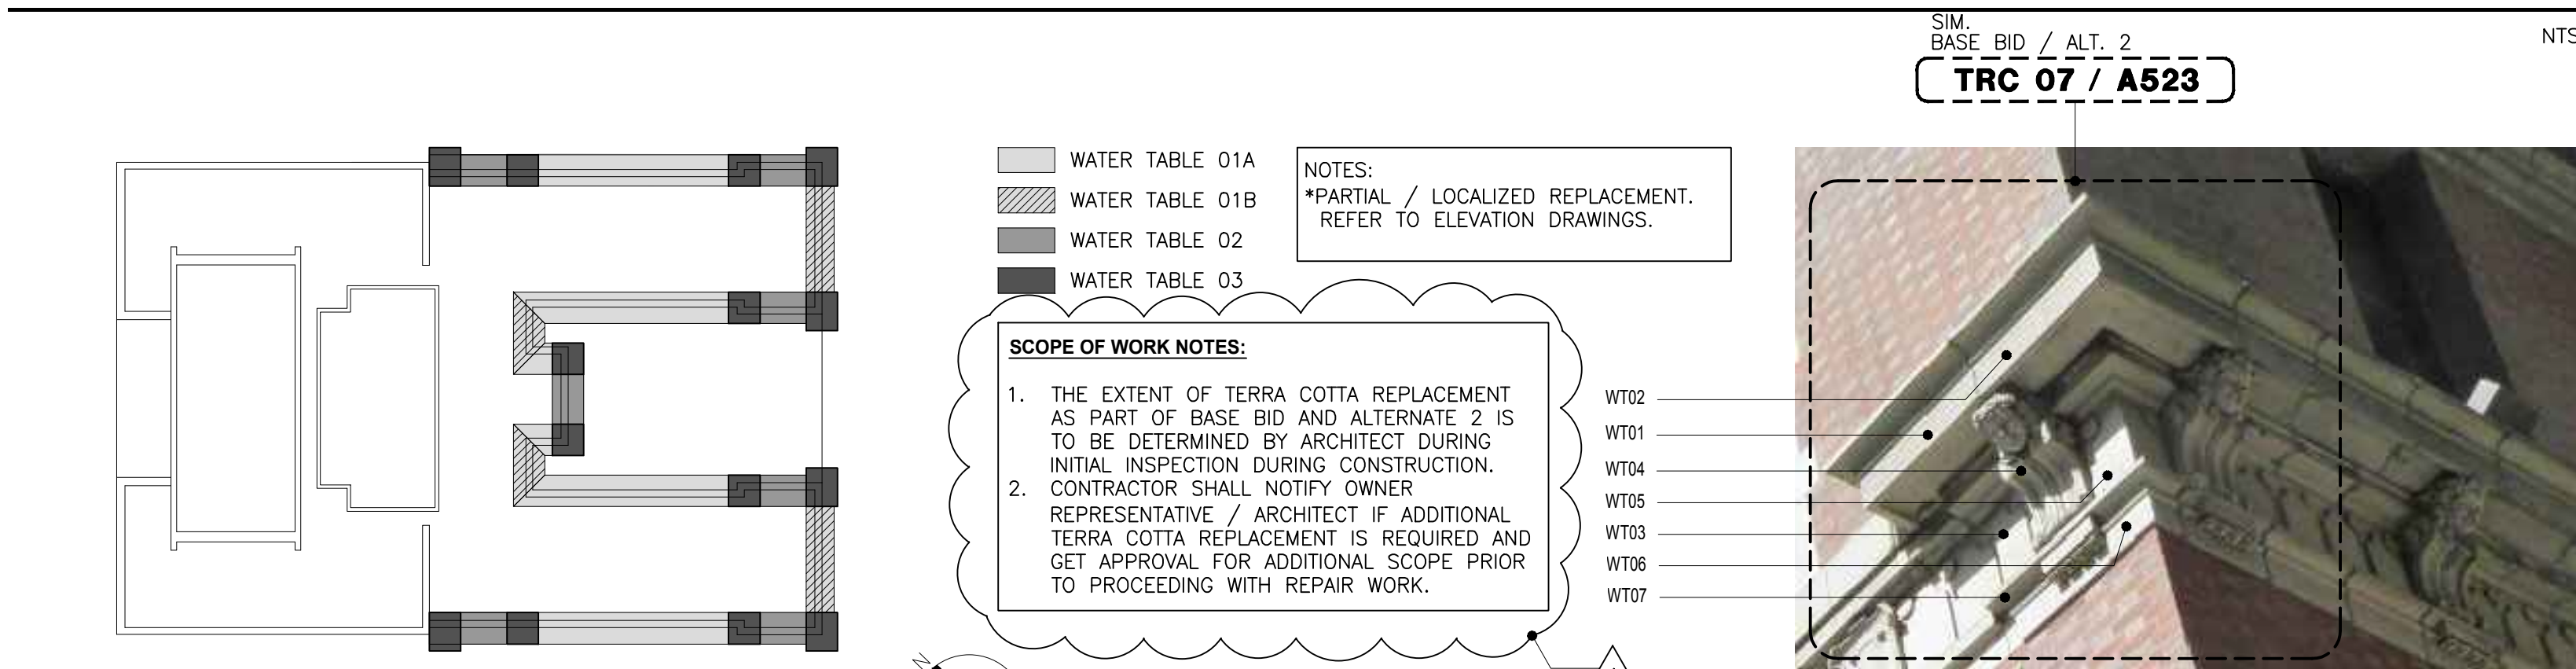 SIM.
BASE BID / ALT. 2
TRC 07 / A523
NTS
WATER TABLE 01A
WATER TABLE 01B
WATER TABLE 02
WATER TABLE 03
NOTES:
*PARTIAL / LOCALIZED REPLACEMENT.
REFER TO ELEVATION DRAWINGS.
SCOPE OF WORK NOTES:
1. THE EXTENT OF TERRA COTTA REPLACEMENT
AS PART OF BASE BID AND ALTERNATE 2 IS
TO BE DETERMINED BY ARCHITECT DURING
INITIAL INSPECTION DURING CONSTRUCTION.
2. CONTRACTOR SHALL NOTIFY OWNER
REPRESENTATIVE / ARCHITECT IF ADDITIONAL
TERRA COTTA REPLACEMENT IS REQUIRED AND
GET APPROVAL FOR ADDITIONAL SCOPE PRIOR
TO PROCEEDING WITH REPAIR WORK.
WT02
WT01
WT04
WT05
WT03
WT06
WT07
N